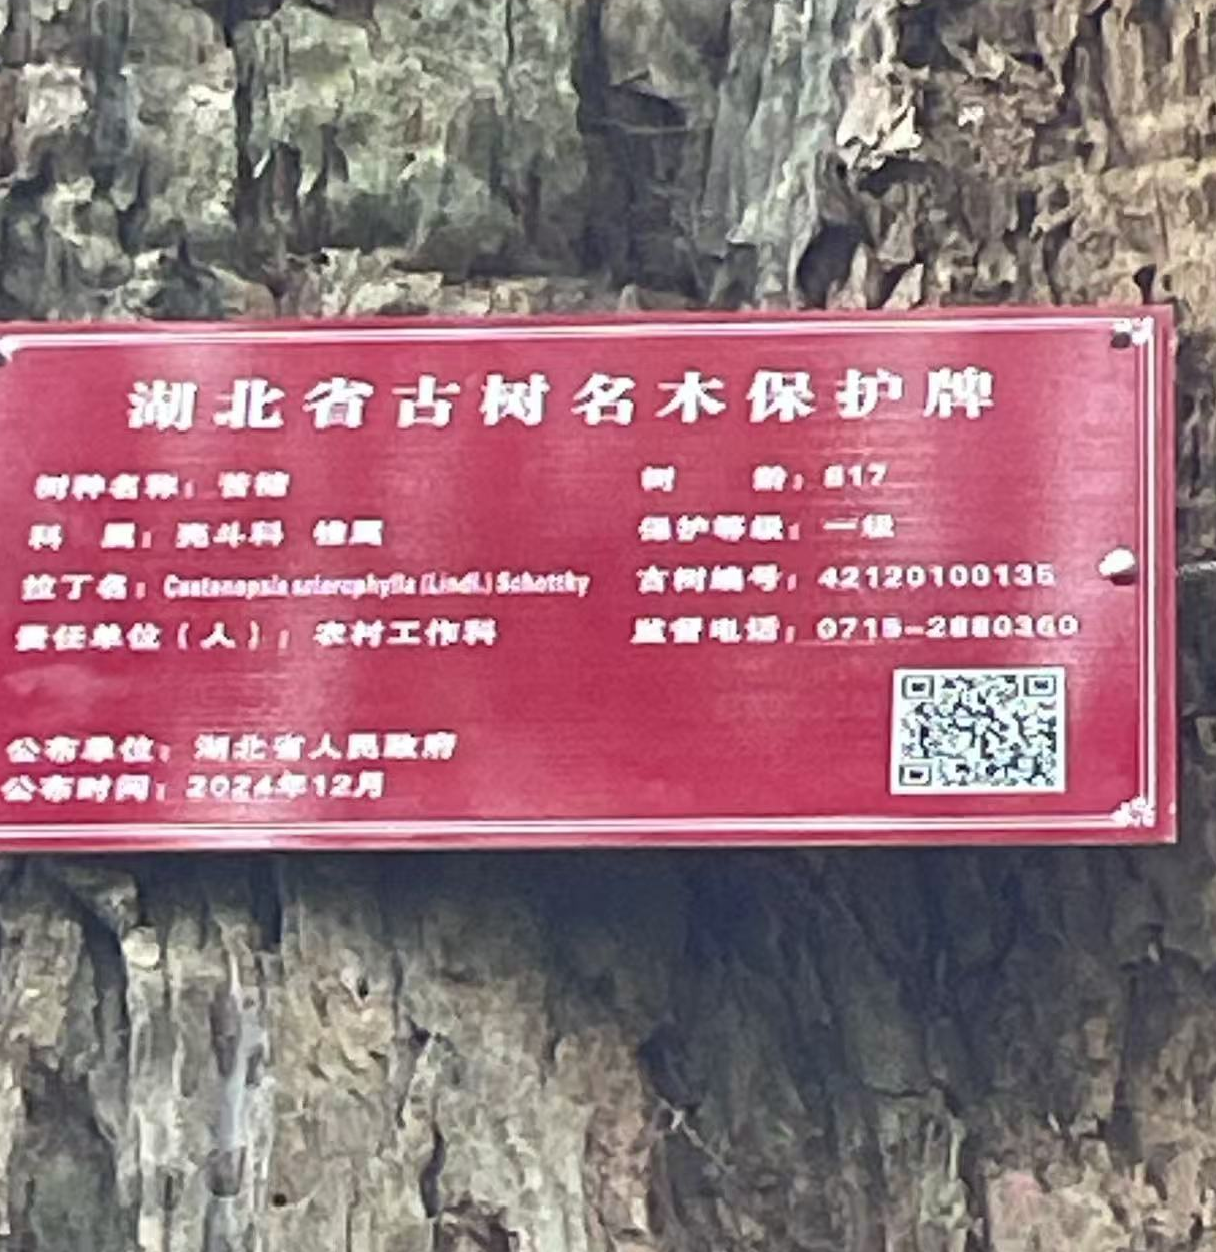 湖北省古树名木保护牌
树种名称：苦槠 树 龄：817
科 属：壳斗科 锥属 保护等级：一级
拉丁名：Castanopsis sclerophylla (Lindl.) Schottky 古树编号：42120100135
责任单位（人）：农村工作科 监督电话：0715-2880360
公布单位：湖北省人民政府
公布时间：2024年12月